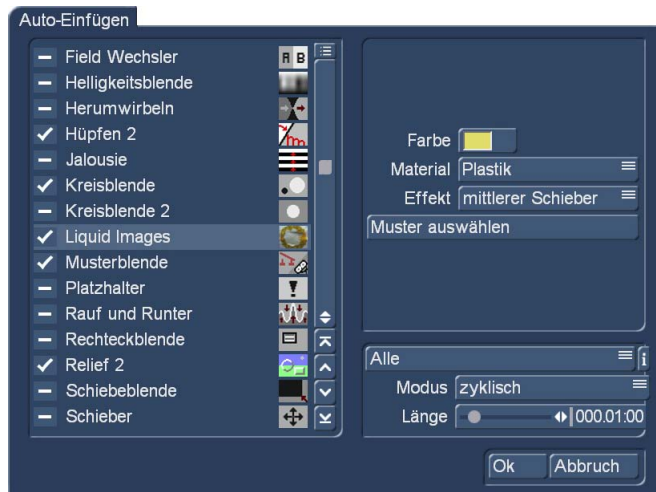 Auto-Einfügen
Field Wechsler
A B
Helligkeitsblende
Herumwirbeln
Hüpfen 2
Jalousie
Kreisblende
Kreisblende 2
Liquid Images
Musterblende
Platzhalter
Rauf und Runter
Rechteckblende
Relief 2
Schiebeblende
Schieber
Farbe
Material Plastik
Effekt mittlerer Schieber
Muster auswählen
Alle i
Modus zyklisch
Länge 000.01:00
Ok Abbruch